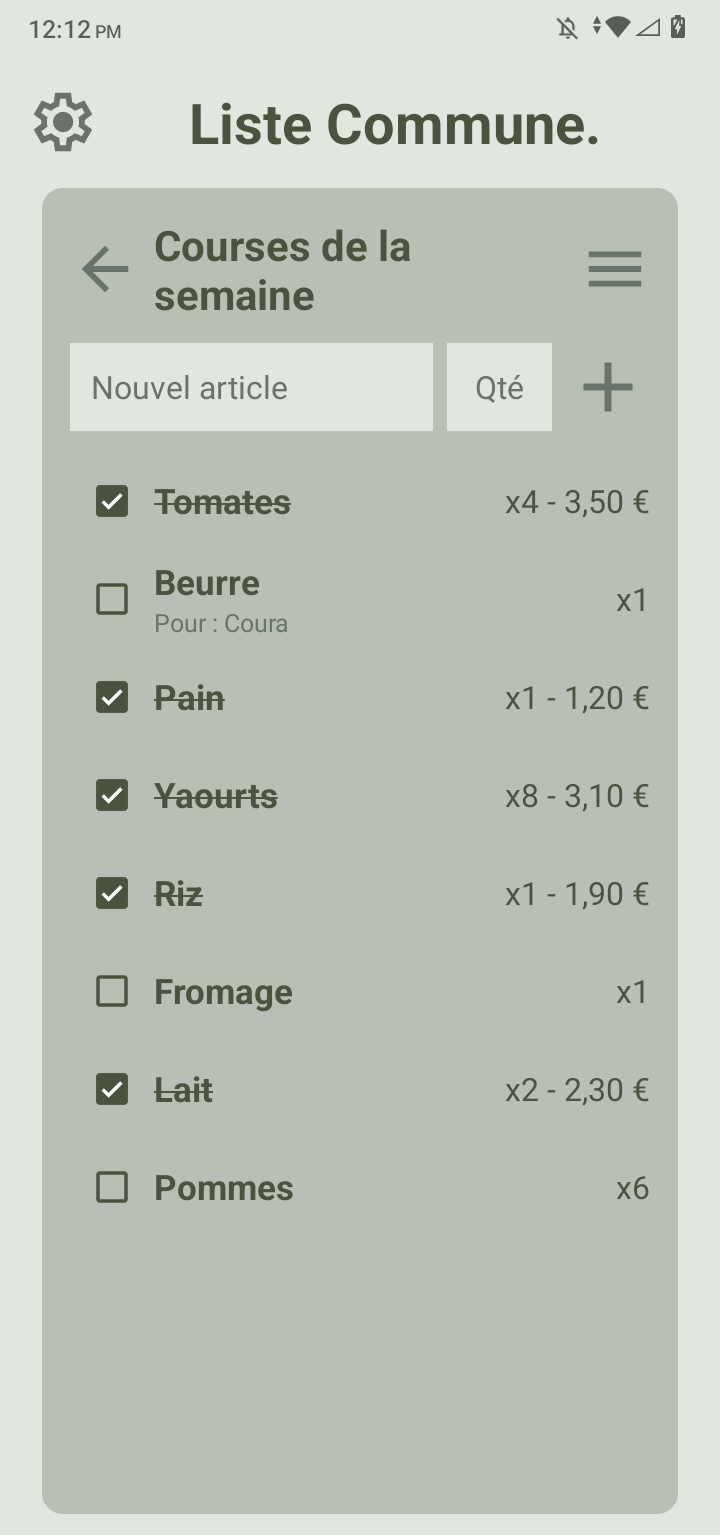 12:12 PM
Liste Commune.
Courses de la
semaine
Nouvel article Qté
Tomates x4 - 3,50 €
Beurre x1
Pour : Coura
Pain x1 - 1,20 €
Yaourts x8 - 3,10 €
Riz x1 - 1,90 €
Fromage x1
Lait x2 - 2,30 €
Pommes x6